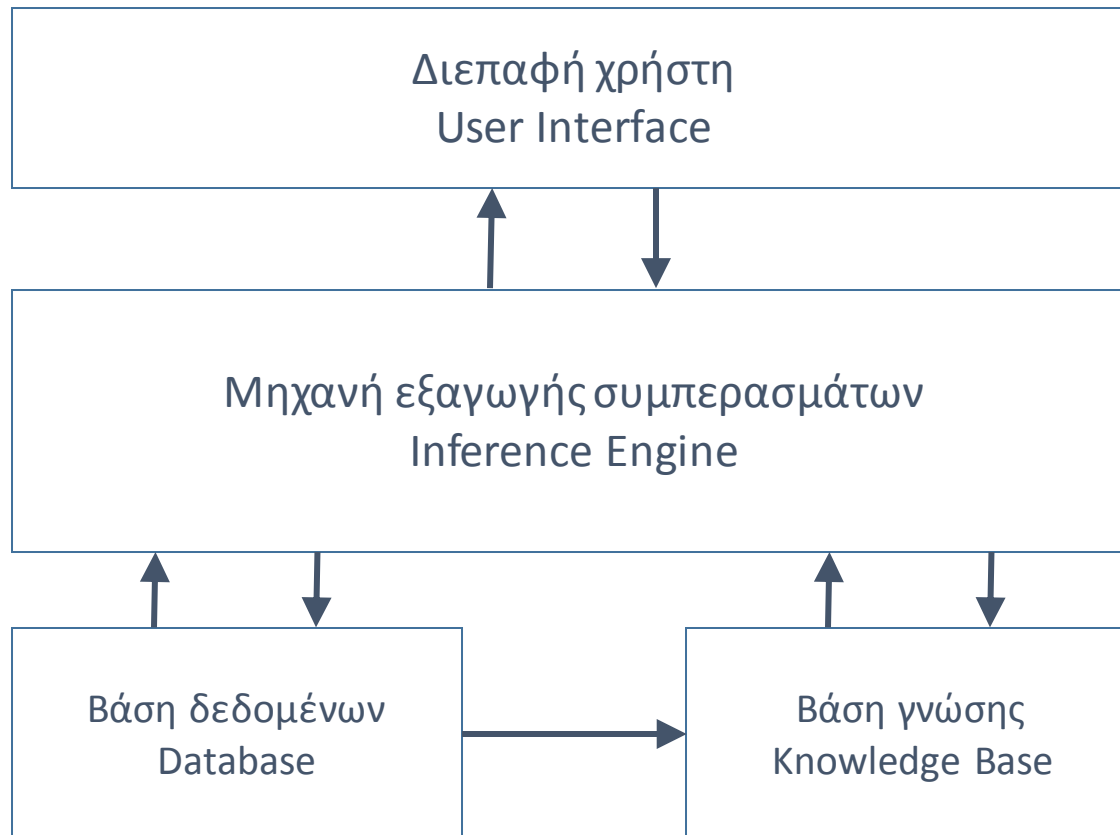 Διεπαφή χρήστη
User Interface
Μηχανή εξαγωγής συμπερασμάτων
Inference Engine
Βάση δεδομένων
Database
Βάση γνώσης
Knowledge Base